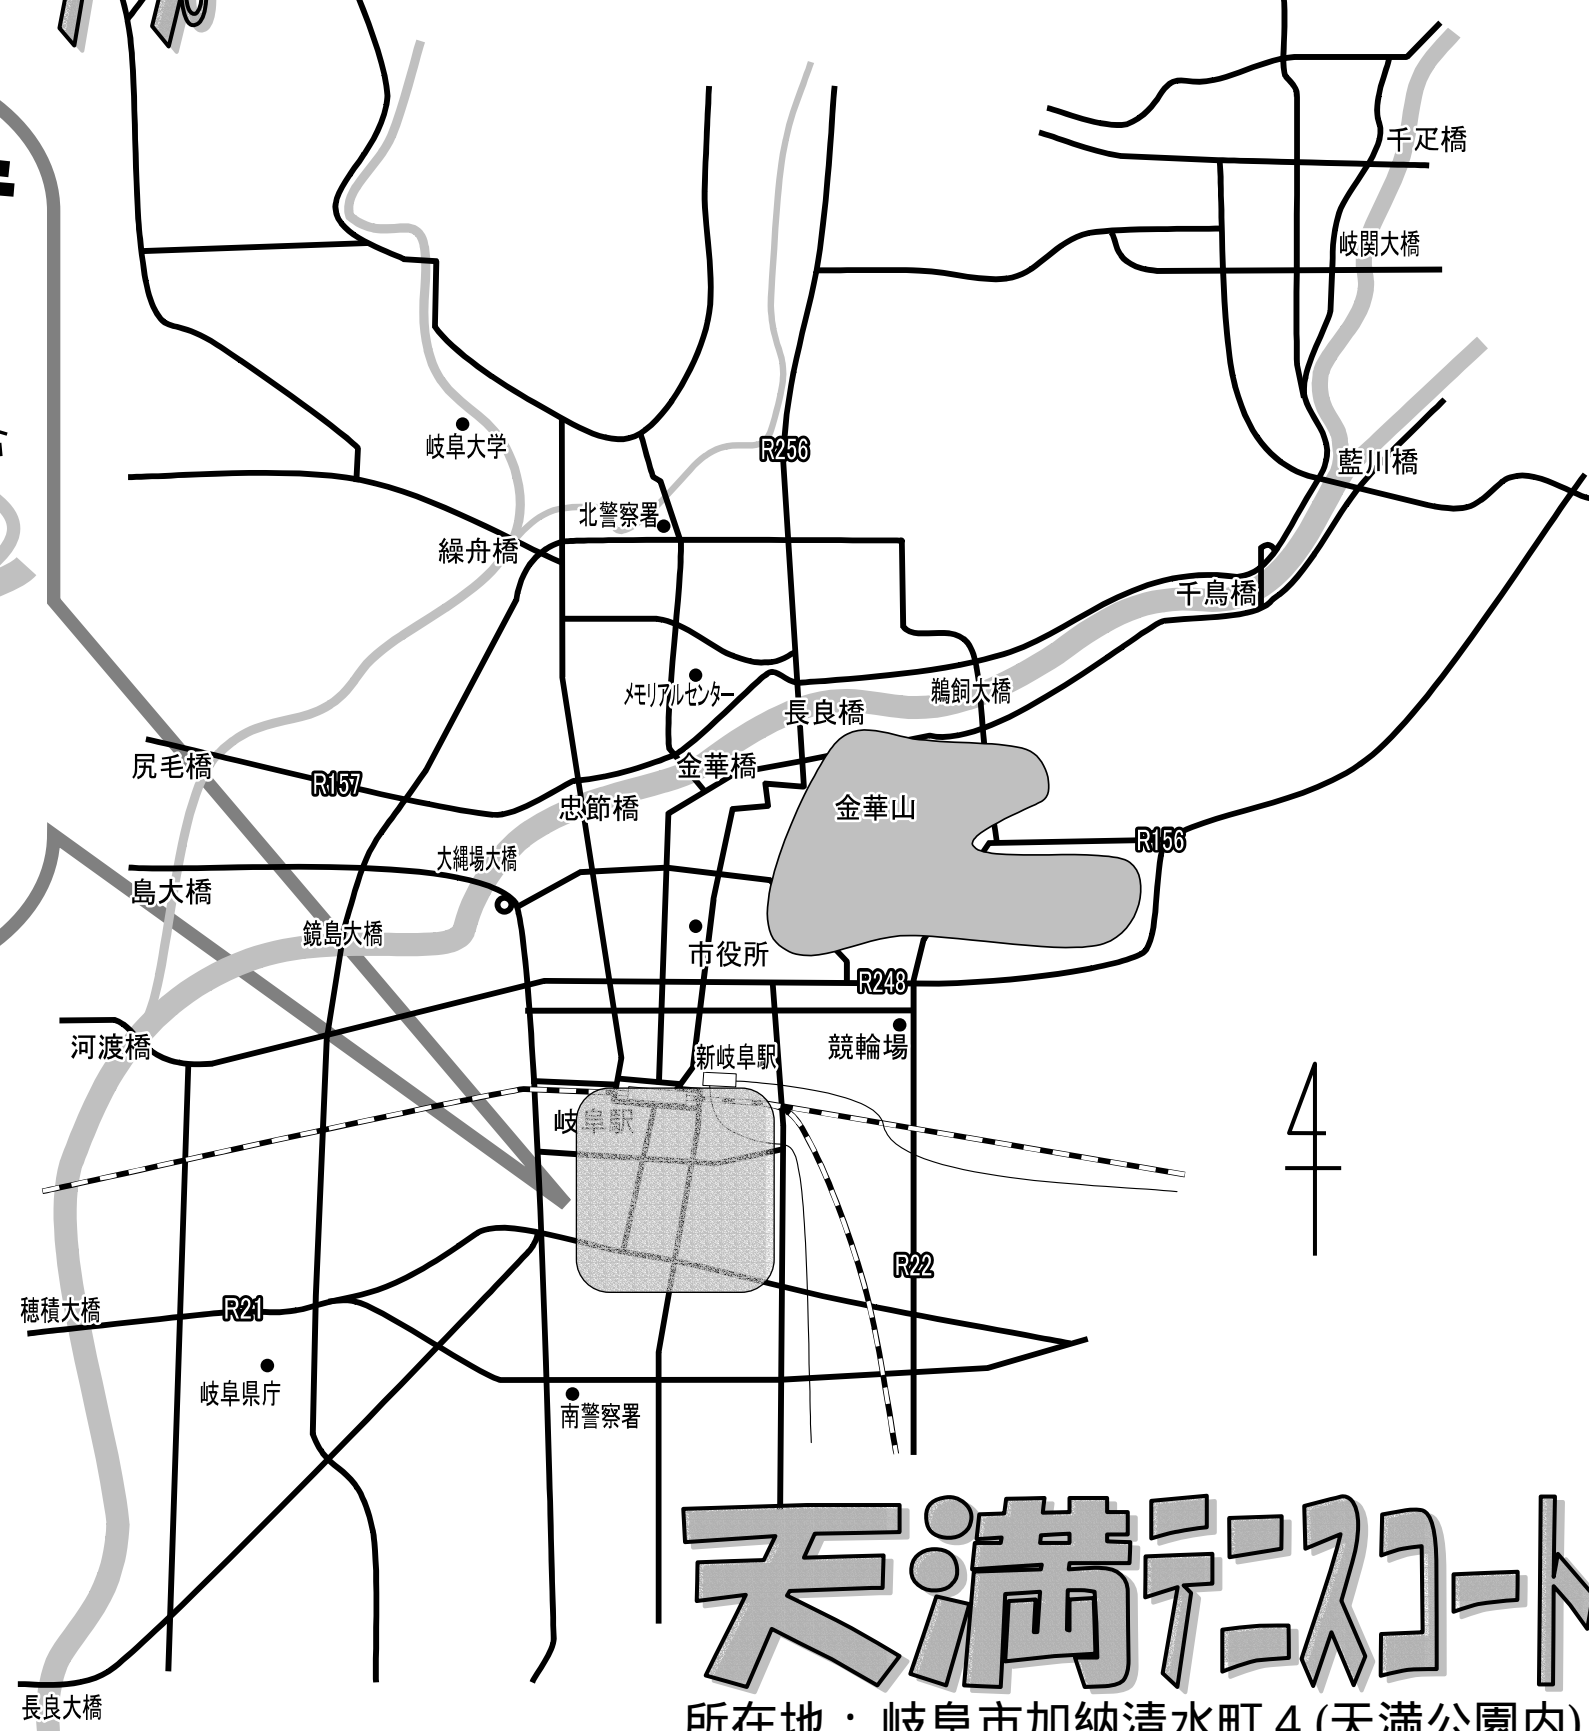 千疋橋
岐関大橋
岐阜大学
R256
藍川橋
北警察署
繰舟橋
千鳥橋
メモリアルセンター
鵜飼大橋
長良橋
尻毛橋
R157
金華橋
忠節橋
金華山
R156
大縄場大橋
島大橋
鏡島大橋
市役所
R248
河渡橋
新岐阜駅
競輪場
岐阜駅
R22
穂積大橋
R21
岐阜県庁
南警察署
天満テニスコート
長良大橋
所在地：岐阜市加納清水町４(天満公園内)